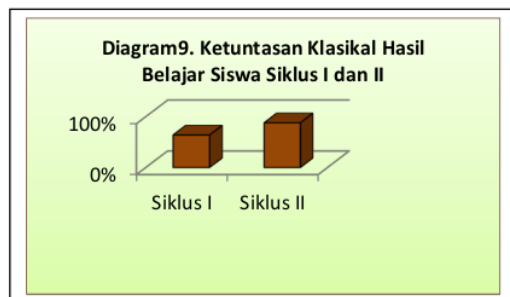 Diagram9. Ketuntasan Klasikal Hasil
Belajar Siswa Siklus I dan II
100%
0%
Siklus I
Siklus II